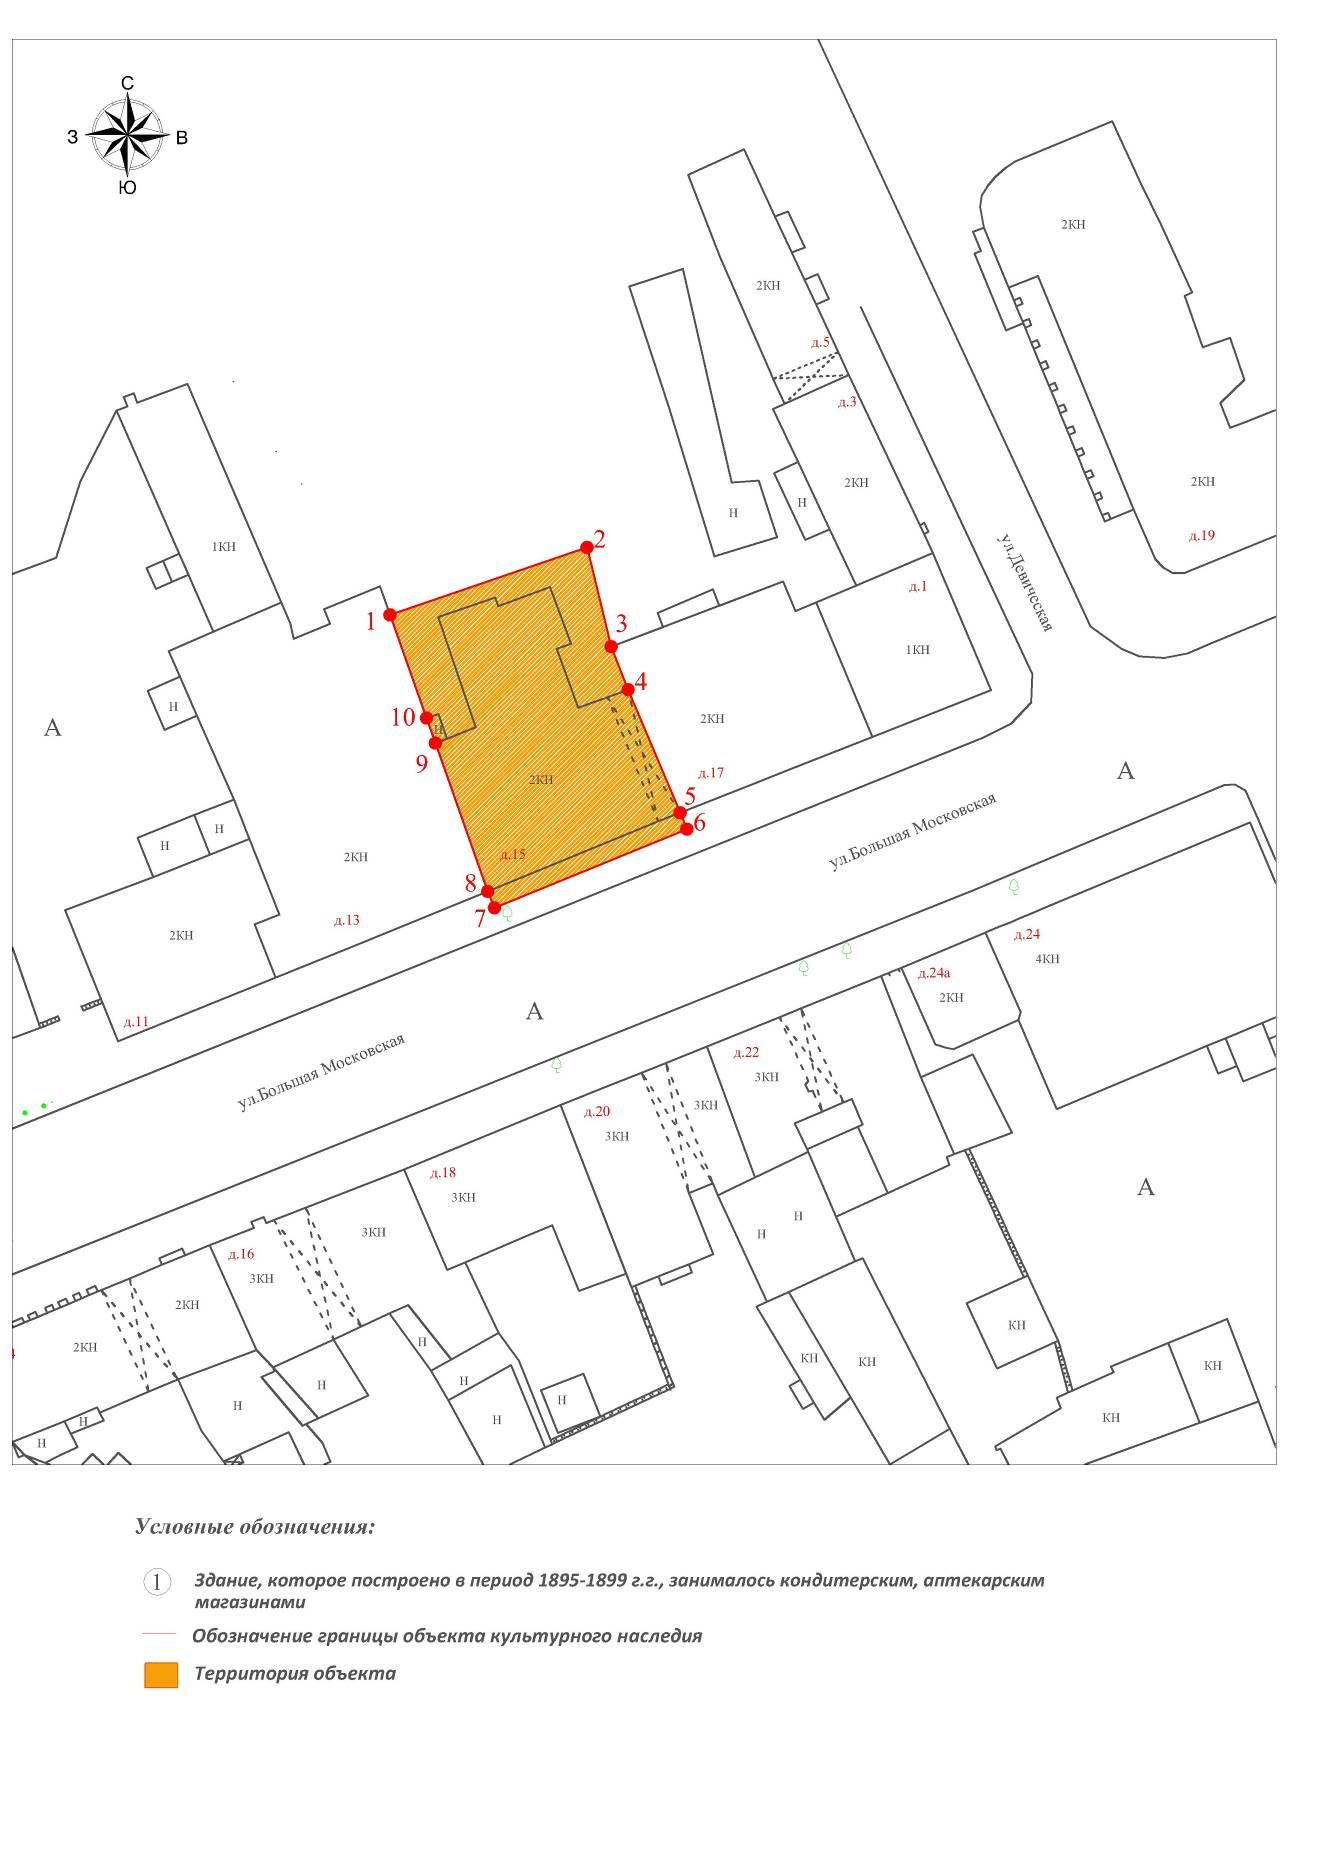 С
З
В
Ю
2КН
2КН
д.5
д.3
2КН
2КН
Н
Н
д.19
1КН
2
ул.Девическая
д.1
1
3
1КН
4
Н
10
Н
2КН
А
9
А
д.17
2КН
5
6
ул.Большая Московская
Н
Н
д.15
2КН
8
7
д.13
2КН
д.24
4КН
д.24а
2КН
А
д.11
ул.Большая Московская
д.22
3КН
3КН
д.20
3КН
д.18
3КН
А
Н
Н
3КН
д.16
3КН
2КН
2КН
4
КН
Н
КН
КН
КН
Н
Н
Н
Н
Н
КН
Н
Н
Условные обозначения:
1 Здание, которое построено в период 1895-1899 г.г., занималось кондитерским, аптекарским
магазинами
Обозначение границы объекта культурного наследия
Территория объекта